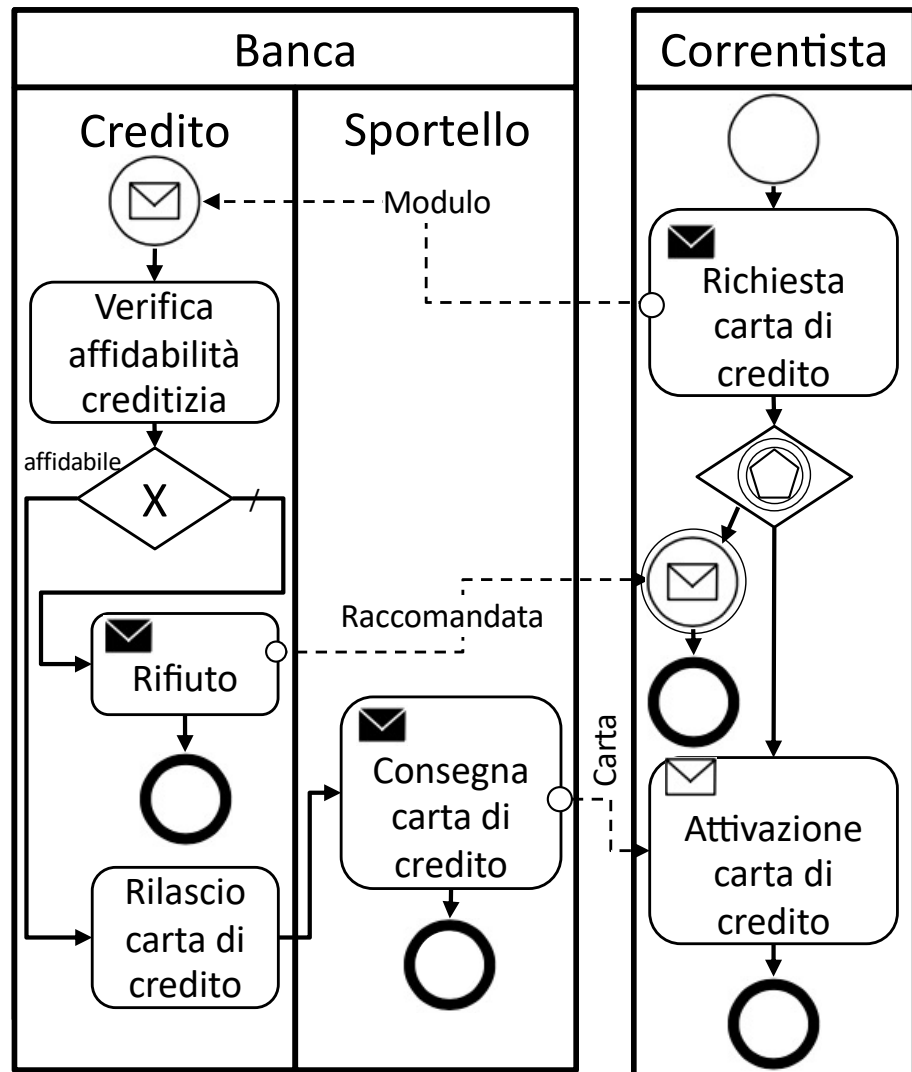 Banca
Correntista
Credito
Sportello
Modulo
Richiesta
carta di
credito
Verifica
affidabilità
creditizia
affidabile
X
Raccomandata
Rifiuto
Consegna
carta di
credito
Carta
Attivazione
carta di
credito
Rilascio
carta di
credito